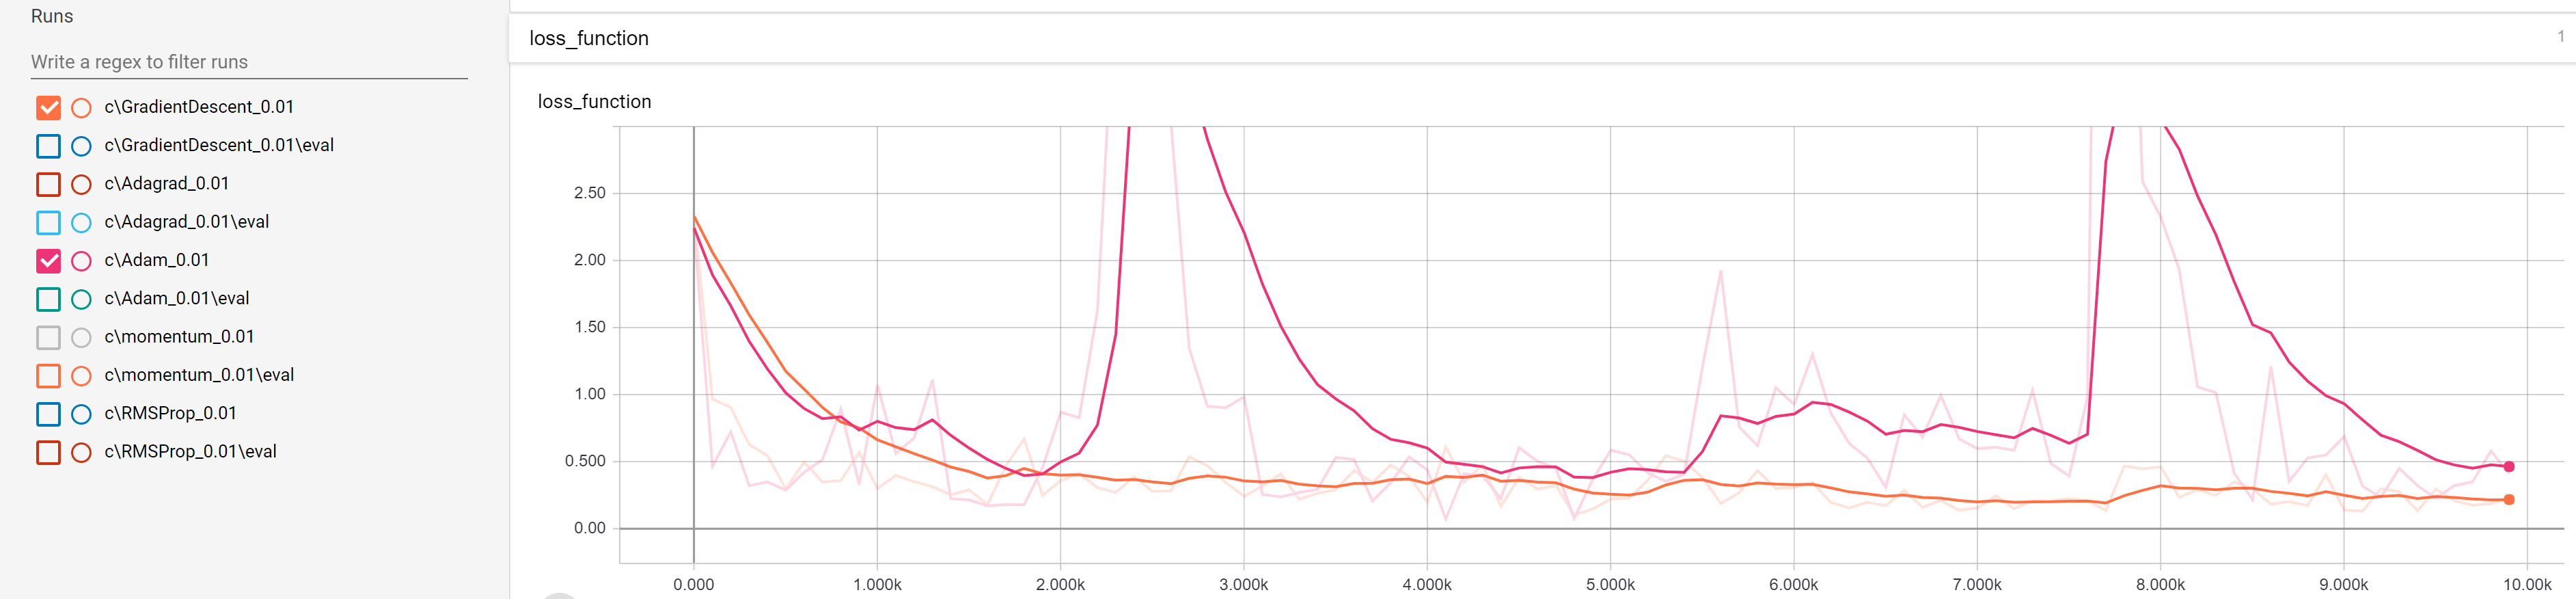 Runs
Write a regex to filter runs
c\GradientDescent_0.01
c\GradientDescent_0.01\eval
c\Adagrad_0.01
c\Adagrad_0.01\eval
c\Adam_0.01
c\Adam_0.01\eval
c\momentum_0.01
c\momentum_0.01\eval
c\RMSProp_0.01
c\RMSProp_0.01\eval
loss_function 1
loss_function
2.50
2.00
1.50
1.00
0.500
0.00
0.000 1.000k 2.000k 3.000k 4.000k 5.000k 6.000k 7.000k 8.000k 9.000k 10.00k